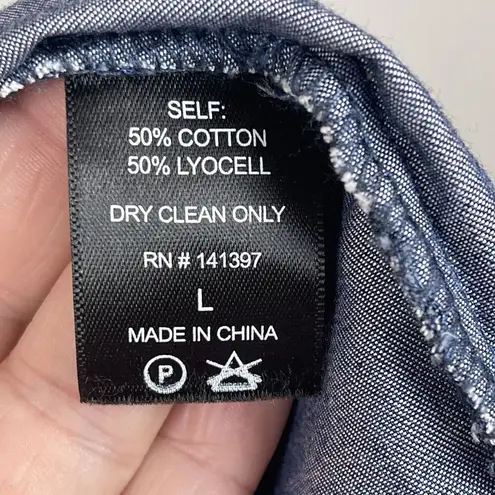 SELF:
50% COTTON
50% LYOCELL
DRY CLEAN ONLY
RN # 141397
L
MADE IN CHINA
P